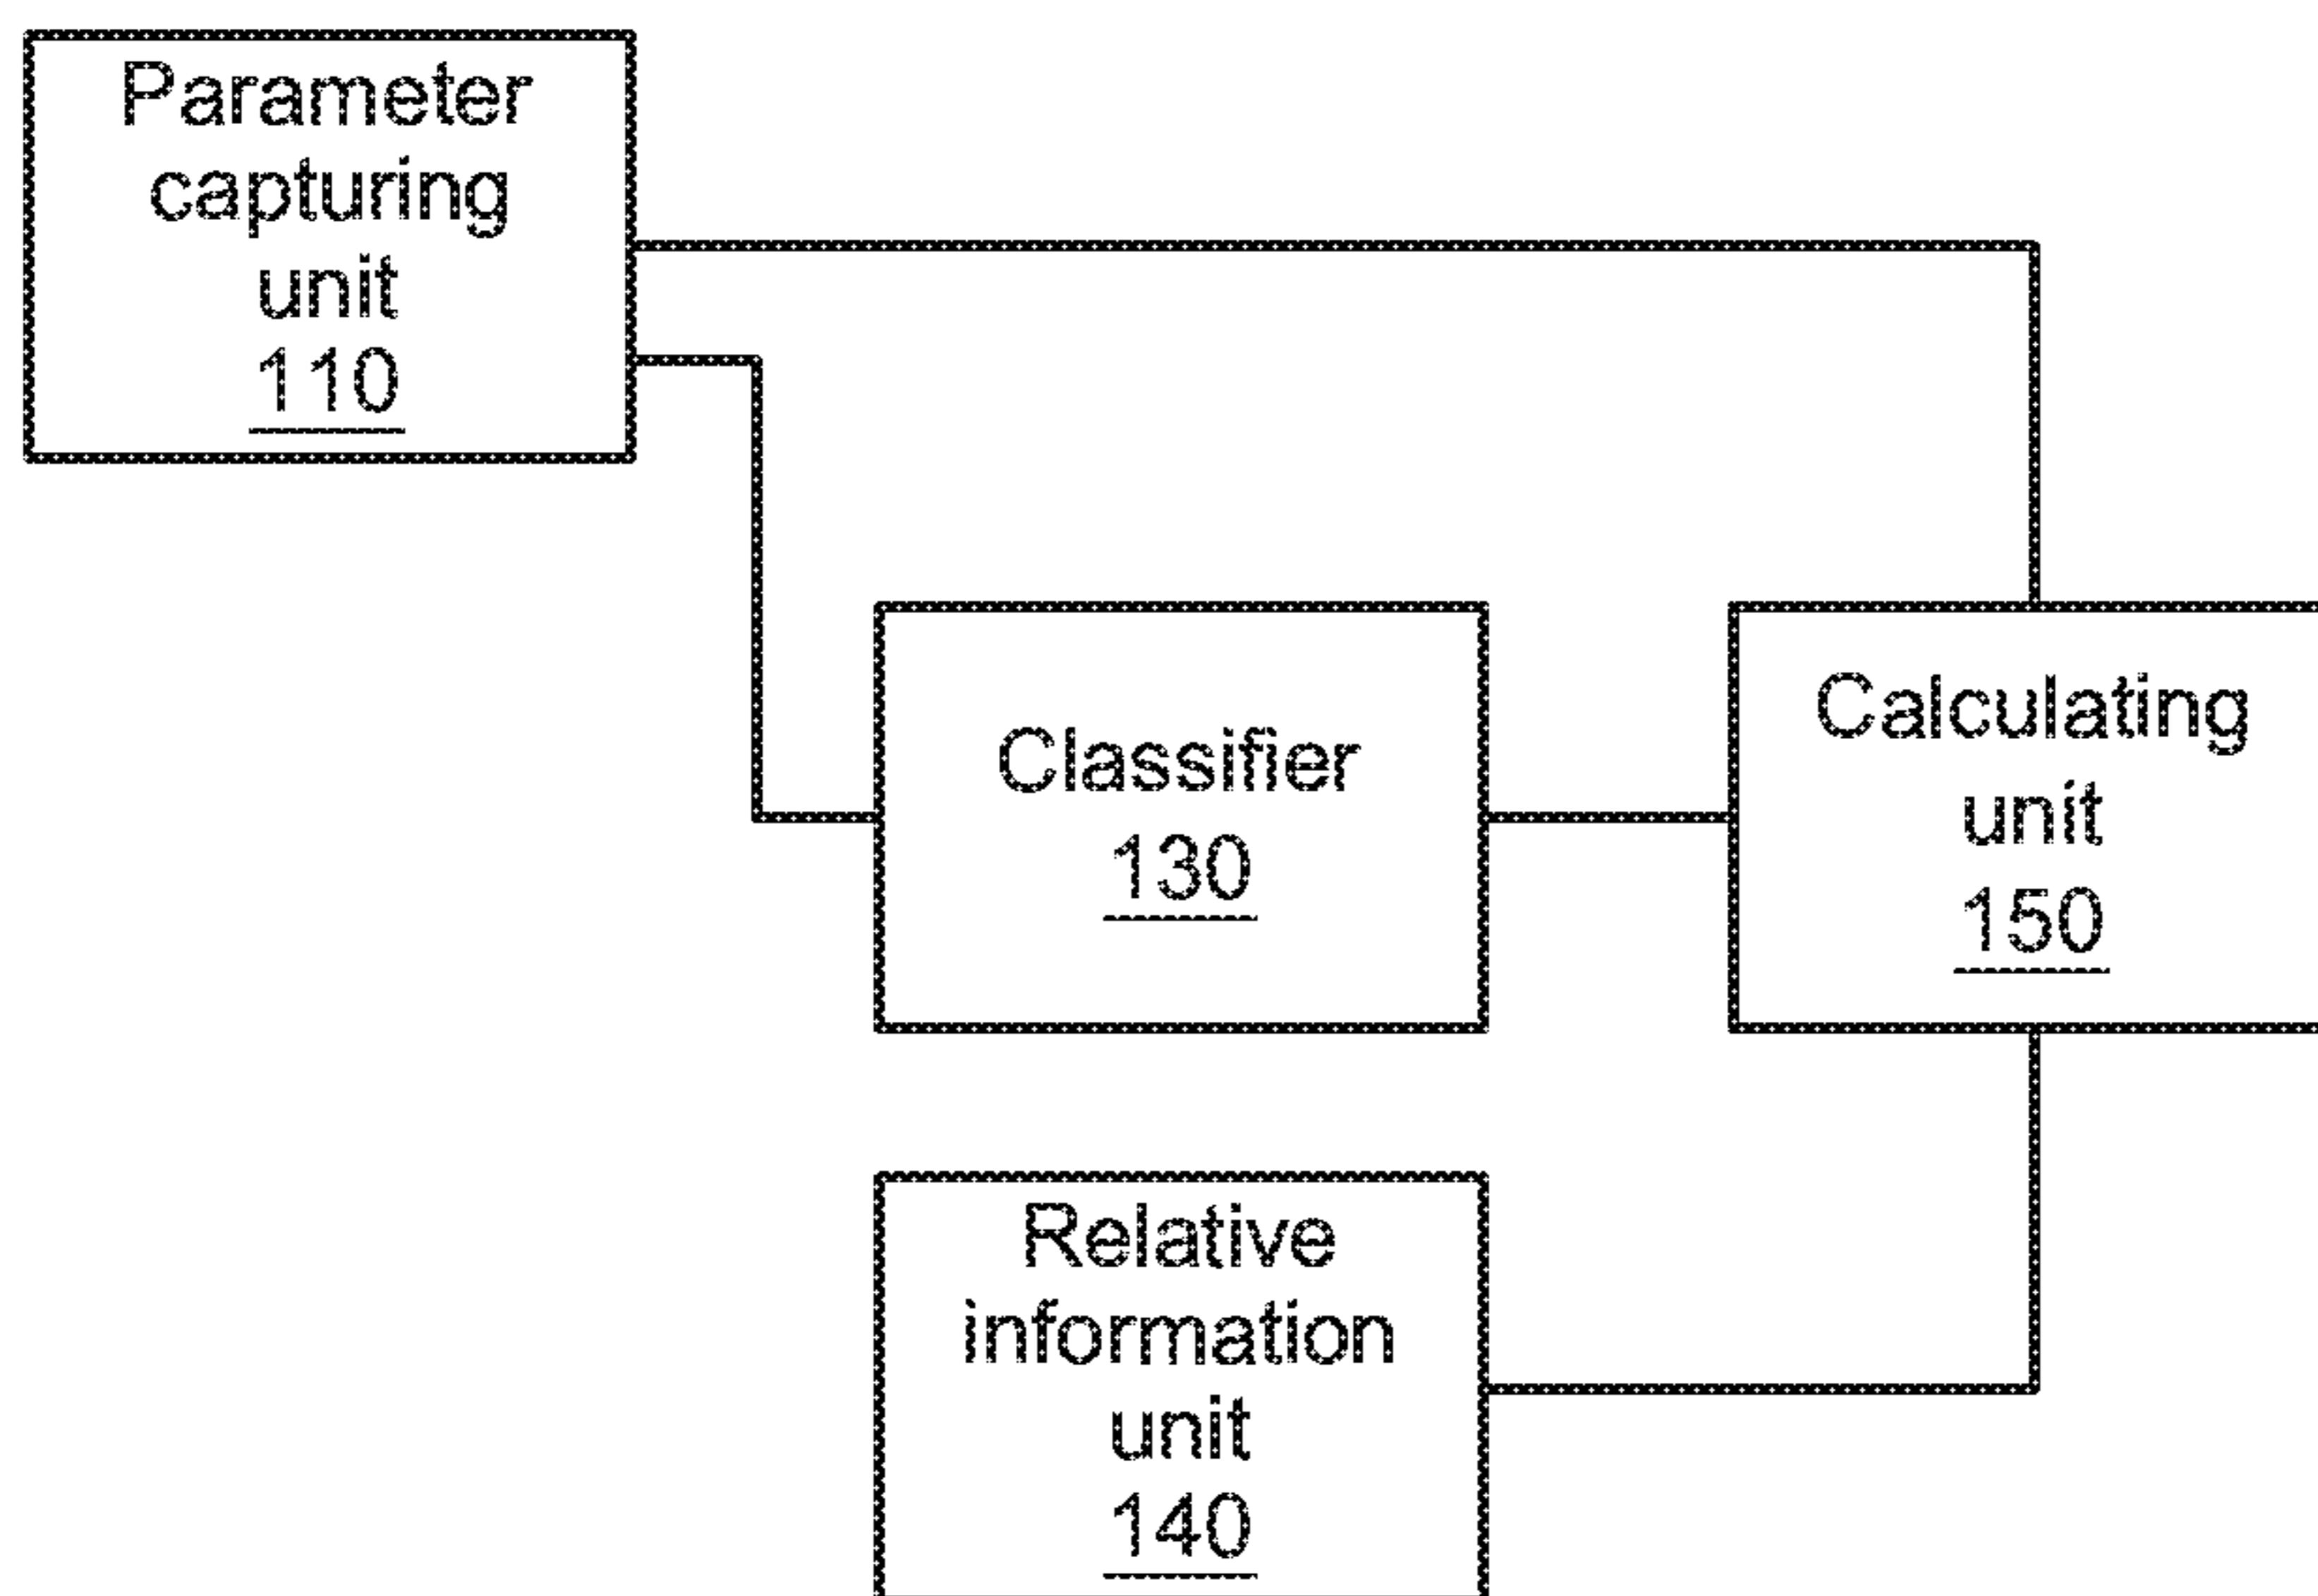 Parameter
capturing
unit
110
Classifier
130
Calculating
unit
150
Relative
information
unit
140